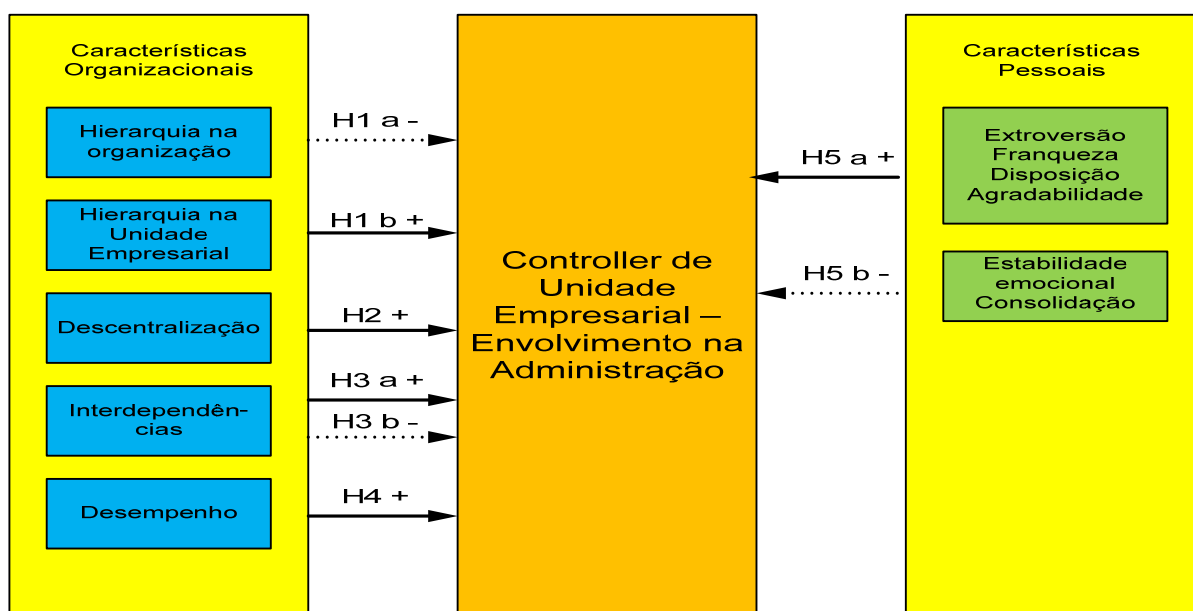 Características
Organizacionais
Hierarquia na
organização
Hierarquia na
Unidade
Empresarial
Descentralização
Interdependên-
cias
Desempenho
H1 a -
H1 b +
H2 +
H3 a +
H3 b -
H4 +
Controller de
Unidade
Empresarial –
Envolvimento na
Administração
H5 a +
H5 b -
Características
Pessoais
Extroversão
Franqueza
Disposição
Agradabilidade
Estabilidade
emocional
Consolidação